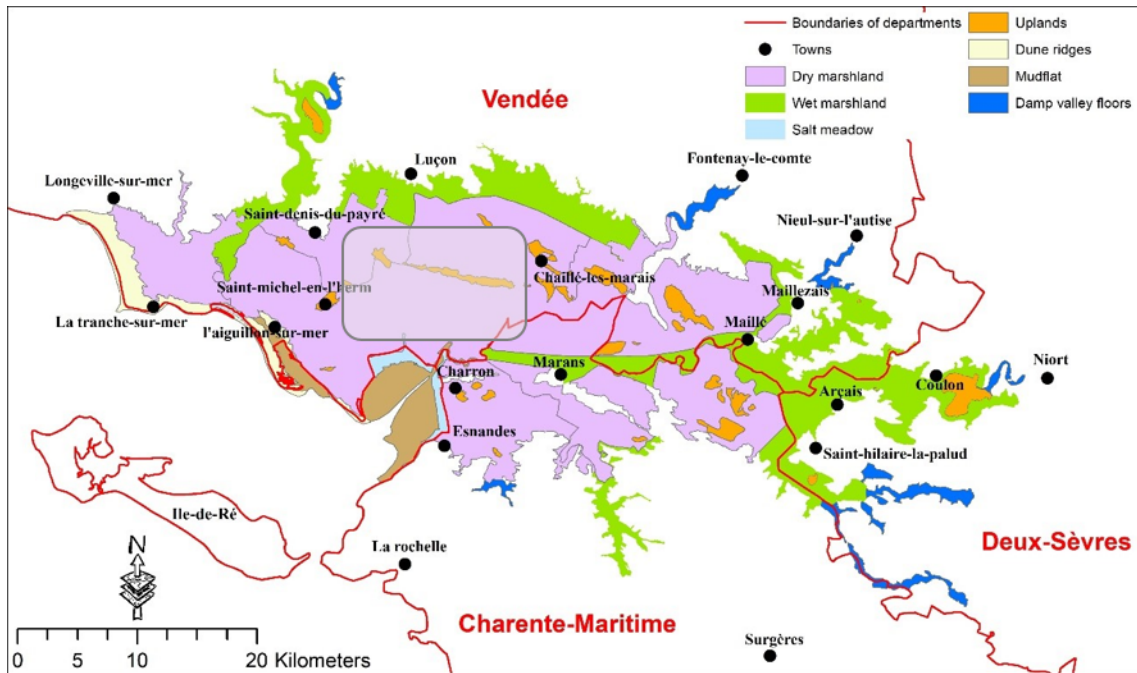 Boundaries of departments
Towns
Dry marshland
Wet marshland
Salt meadow
Uplands
Dune ridges
Mudflat
Damp valley floors
Vendée
Luçon
Fontenay-le-comte
Longeville-sur-mer
Saint-denis-du-payré
Nieul-sur-l'autise
Chaillé-les-marais
Saint-michel-en-l'herm
Maillezais
La tranche-sur-mer
l'aiguillon-sur-mer
Maillé
Marans
Charron
Niort
Coulon
Arçais
Esnandes
Saint-hilaire-la-palud
Ile-de-Ré
La rochelle
Deux-Sèvres
N
Charente-Maritime
Surgères
0 5 10 20 Kilometers